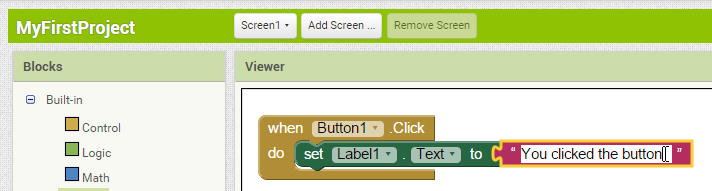 MyFirstProject
Screen1 Add Screen ... Remove Screen
Blocks
Viewer
Built-in
Control
Logic
Math
when Button1 .Click
do set Label1 . Text to “ You clicked the button ”